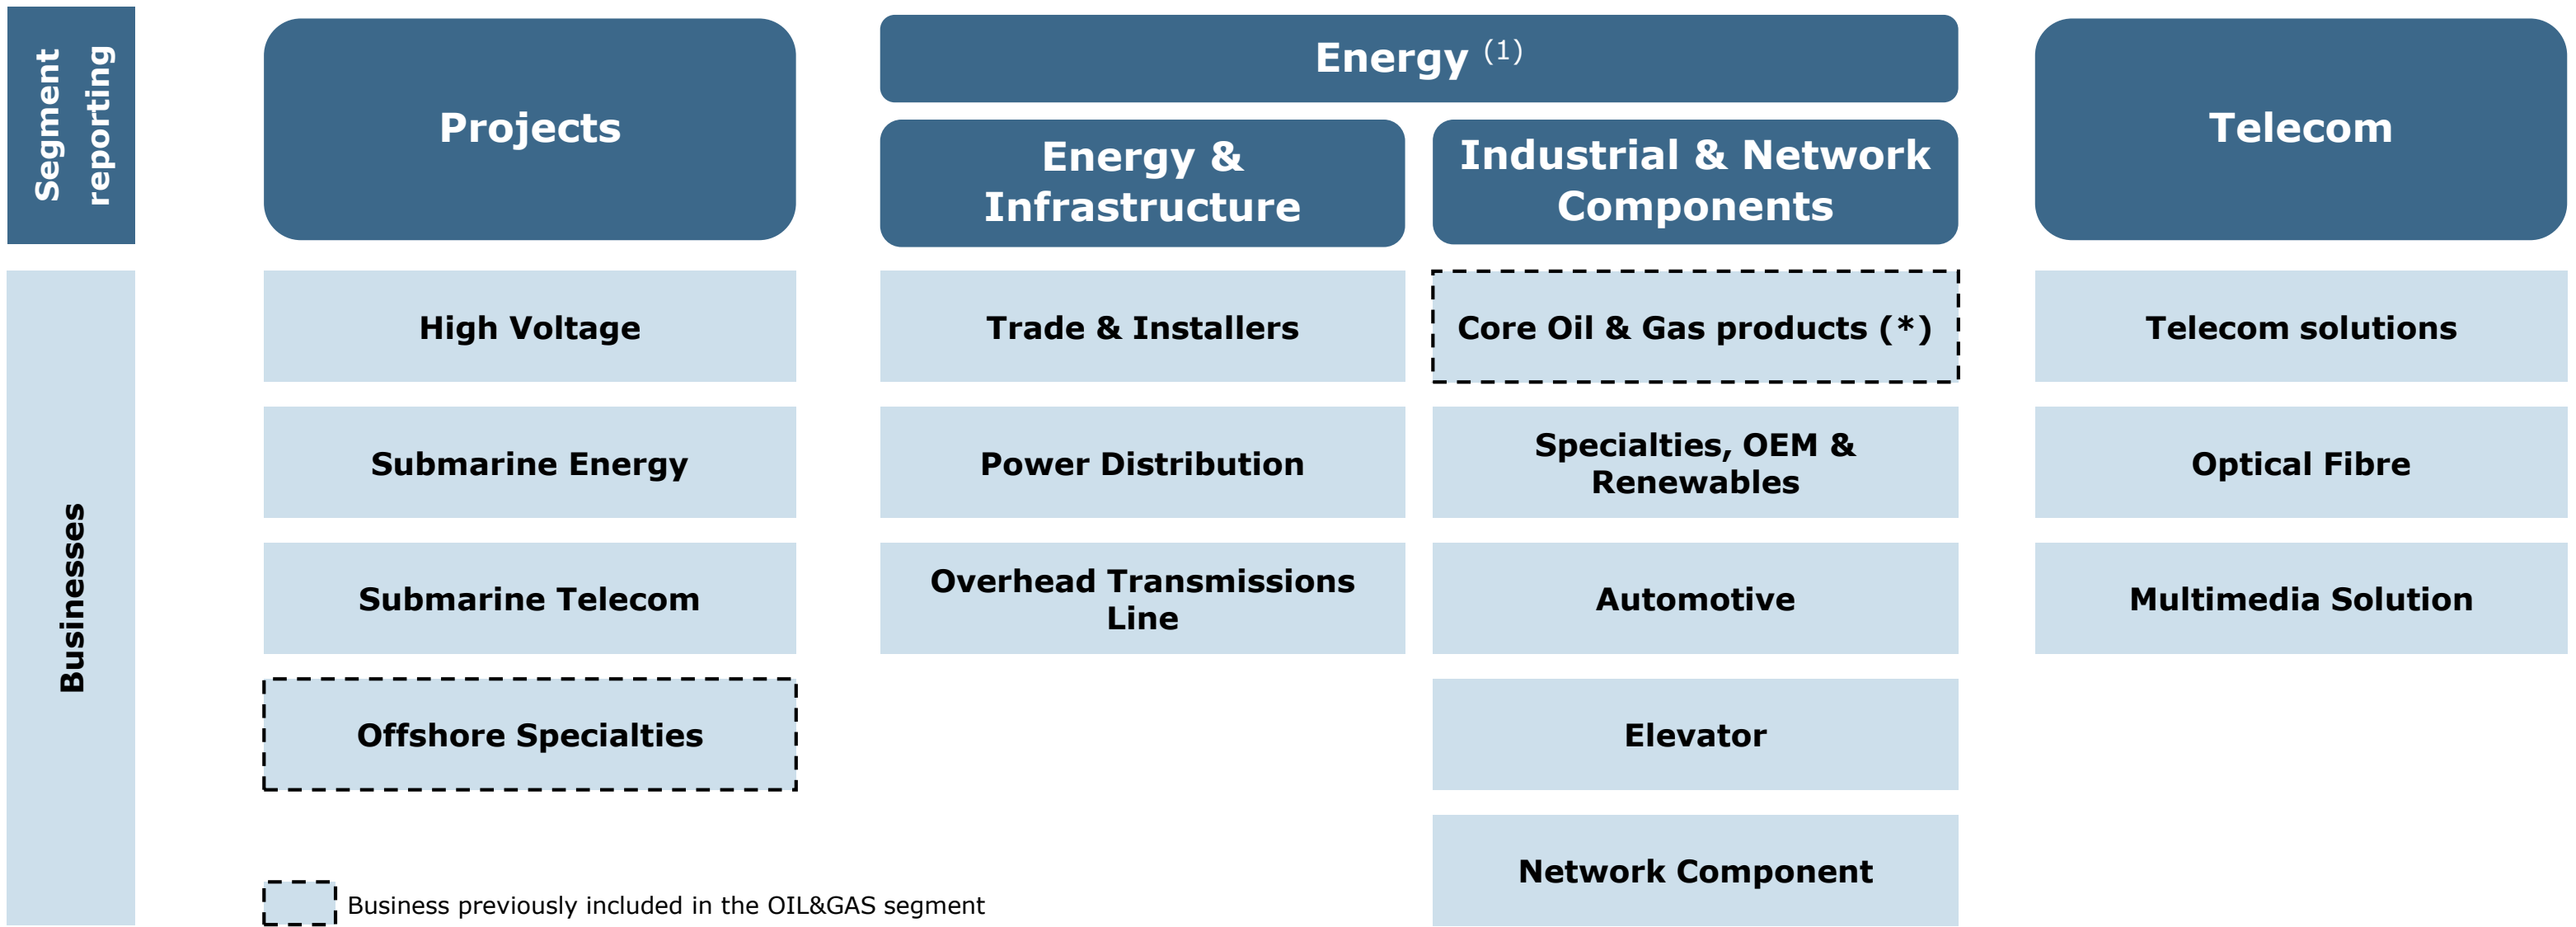 Segment
reporting
Projects
Energy (1)
Energy &
Infrastructure
Industrial & Network
Components
Telecom
Businesses
High Voltage
Submarine Energy
Submarine Telecom
Offshore Specialties
Trade & Installers
Power Distribution
Overhead Transmissions
Line
Core Oil & Gas products (*)
Specialties, OEM &
Renewables
Automotive
Elevator
Network Component
Telecom solutions
Optical Fibre
Multimedia Solution
Business previously included in the OIL&GAS segment